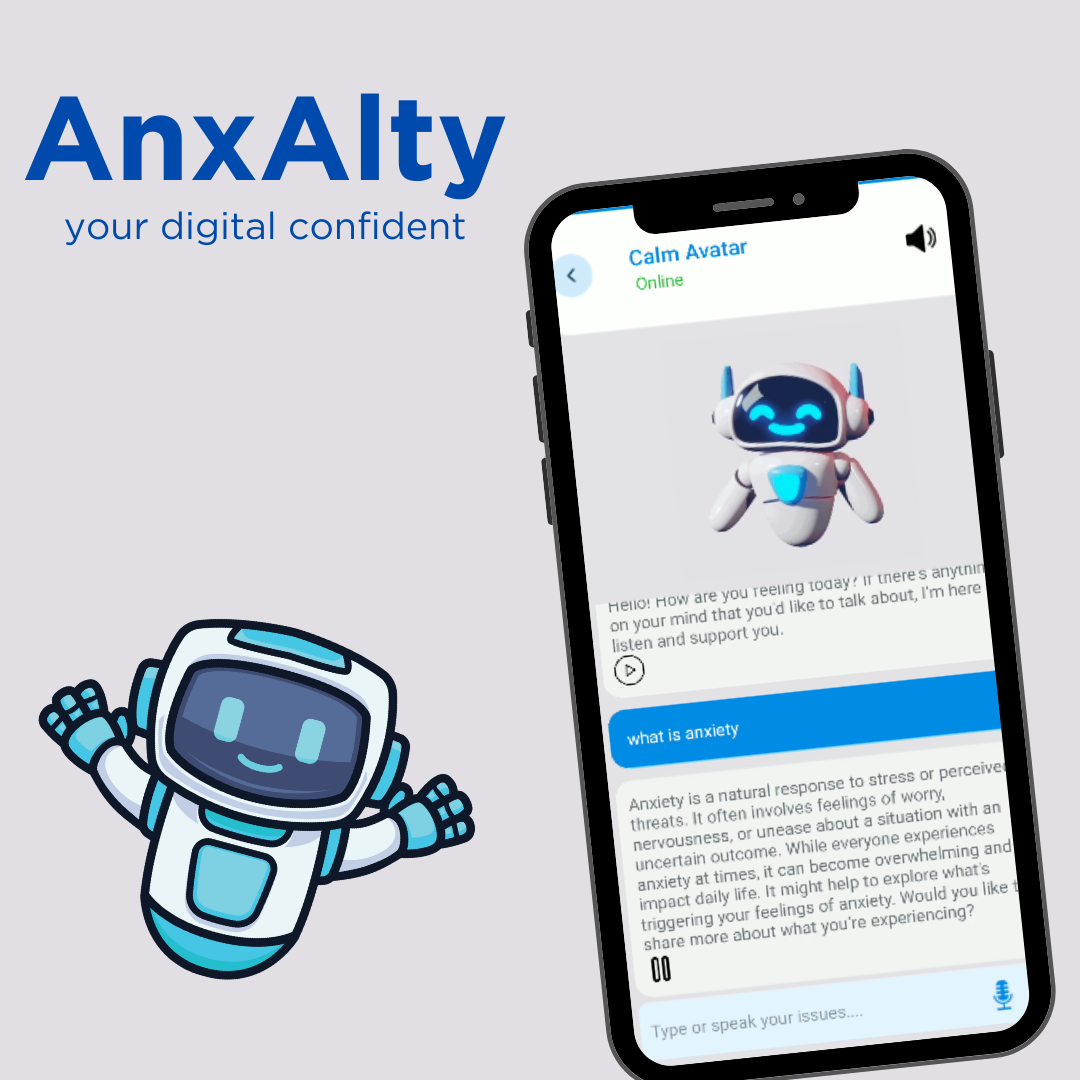 AnxAIty
your digital confident
Calm Avatar
Online
Hello! How are you feeling today? If there's anythin
on your mind that you'd like to talk about, I'm here
listen and support you.
what is anxiety
Anxiety is a natural response to stress or perceived
threats. It often involves feelings of worry,
nervousness, or unease about a situation with an
uncertain outcome. While everyone experiences
anxiety at times, it can become overwhelming and
impact daily life. It might help to explore what's
triggering your feelings of anxiety. Would you like t
share more about what you're experiencing?
Type or speak your issues....